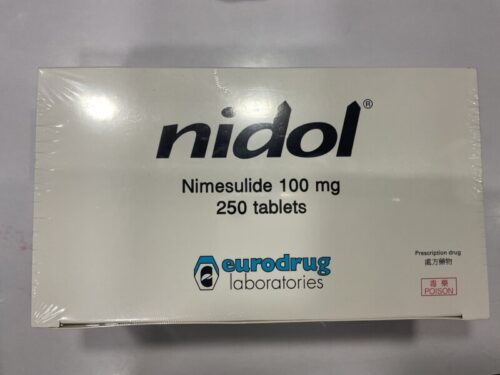 nidol®
Nimesulide 100 mg
250 tablets
eurodrug
laboratories
Prescription drug
處方藥物
毒藥
POISON